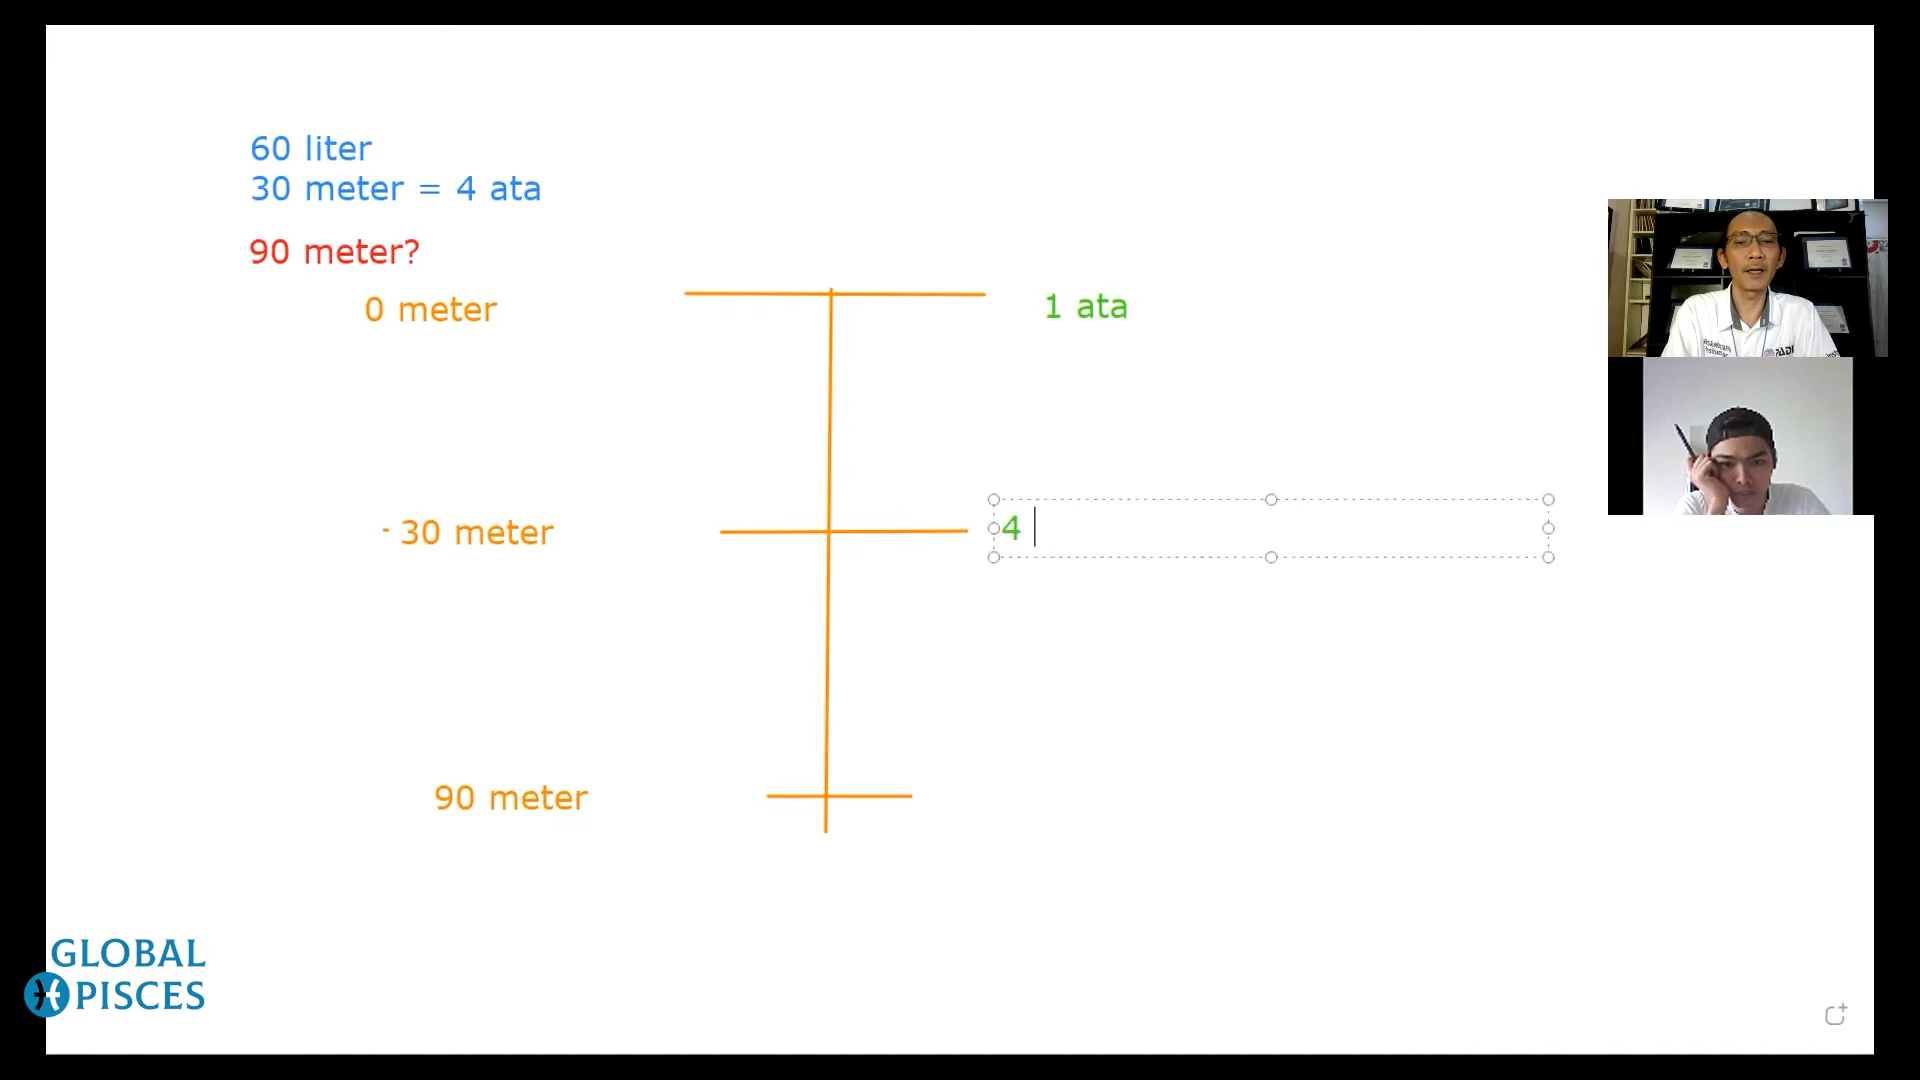 60 liter
30 meter = 4 ata
90 meter?
0 meter
1 ata
- 30 meter
4
90 meter
GLOBAL
PISCES
PADI